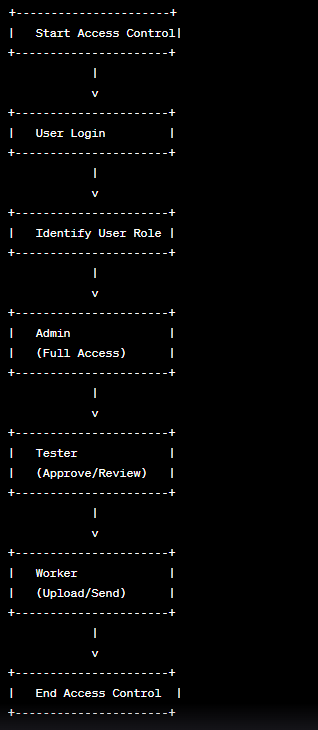 +----------------------+
|   Start Access Control|
+----------------------+
            |
            v
+----------------------+
|   User Login         |
+----------------------+
            |
            v
+----------------------+
|   Identify User Role |
+----------------------+
            |
            v
+----------------------+
|   Admin              |
|   (Full Access)      |
+----------------------+
            |
            v
+----------------------+
|   Tester             |
|   (Approve/Review)   |
+----------------------+
            |
            v
+----------------------+
|   Worker             |
|   (Upload/Send)      |
+----------------------+
            |
            v
+----------------------+
|   End Access Control  |
+----------------------+